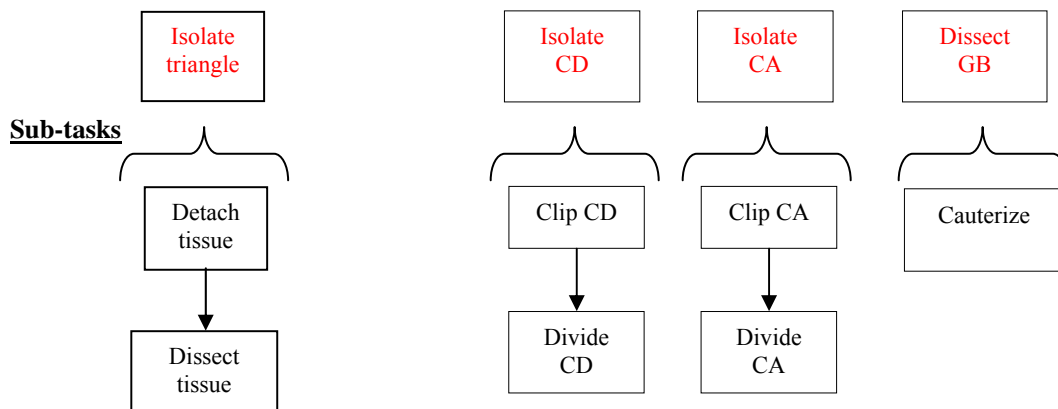 Isolate
triangle
Isolate
CD
Isolate
CA
Dissect
GB
Sub-tasks
Detach
tissue
Clip CD
Clip CA
Cauterize
Dissect
tissue
Divide
CD
Divide
CA